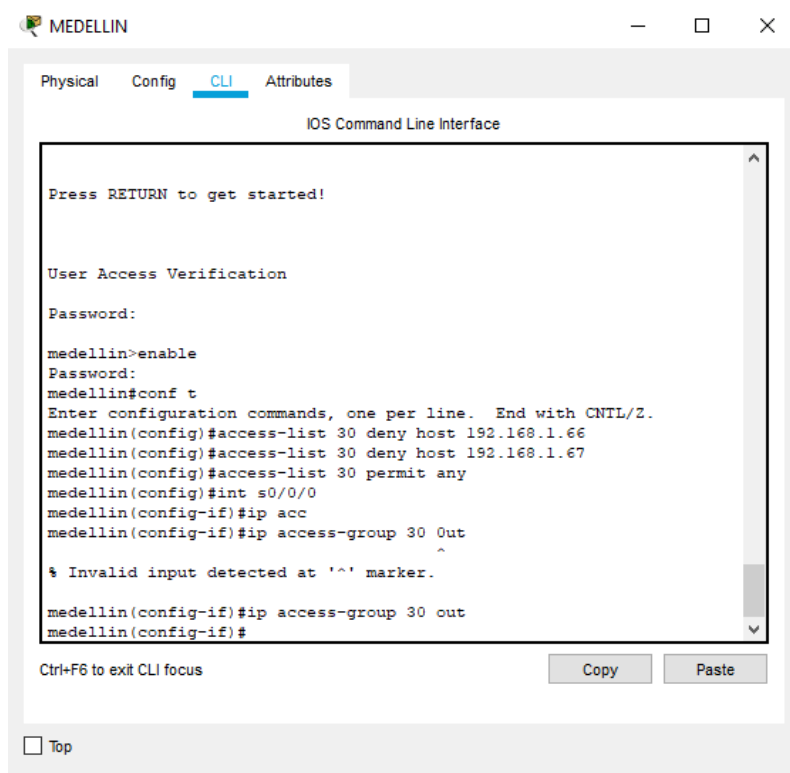 MEDELLIN
Physical Config CLI Attributes
IOS Command Line Interface
Press RETURN to get started!
User Access Verification
Password:
medellin>enable
Password:
medellin#conf t
Enter configuration commands, one per line.  End with CNTL/Z.
medellin(config)#access-list 30 deny host 192.168.1.66
medellin(config)#access-list 30 deny host 192.168.1.67
medellin(config)#access-list 30 permit any
medellin(config)#int s0/0/0
medellin(config-if)#ip acc
medellin(config-if)#ip access-group 30 0ut
^
% Invalid input detected at '^' marker.
medellin(config-if)#ip access-group 30 out
medellin(config-if)#
Ctrl+F6 to exit CLI focus Copy Paste
Top